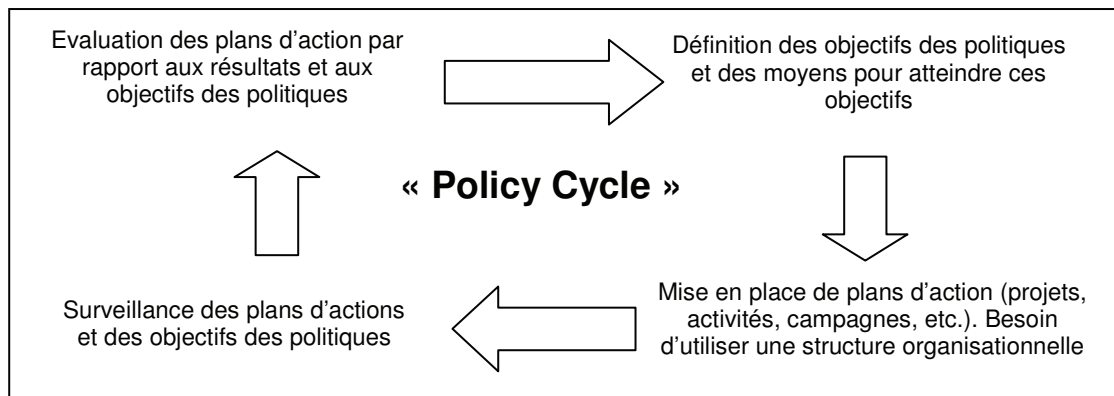 Evaluation des plans d'action par
rapport aux résultats et aux
objectifs des politiques
Définition des objectifs des politiques
et des moyens pour atteindre ces
objectifs
« Policy Cycle »
Surveillance des plans d'actions
et des objectifs des politiques
Mise en place de plans d'action (projets,
activités, campagnes, etc.). Besoin
d'utiliser une structure organisationnelle